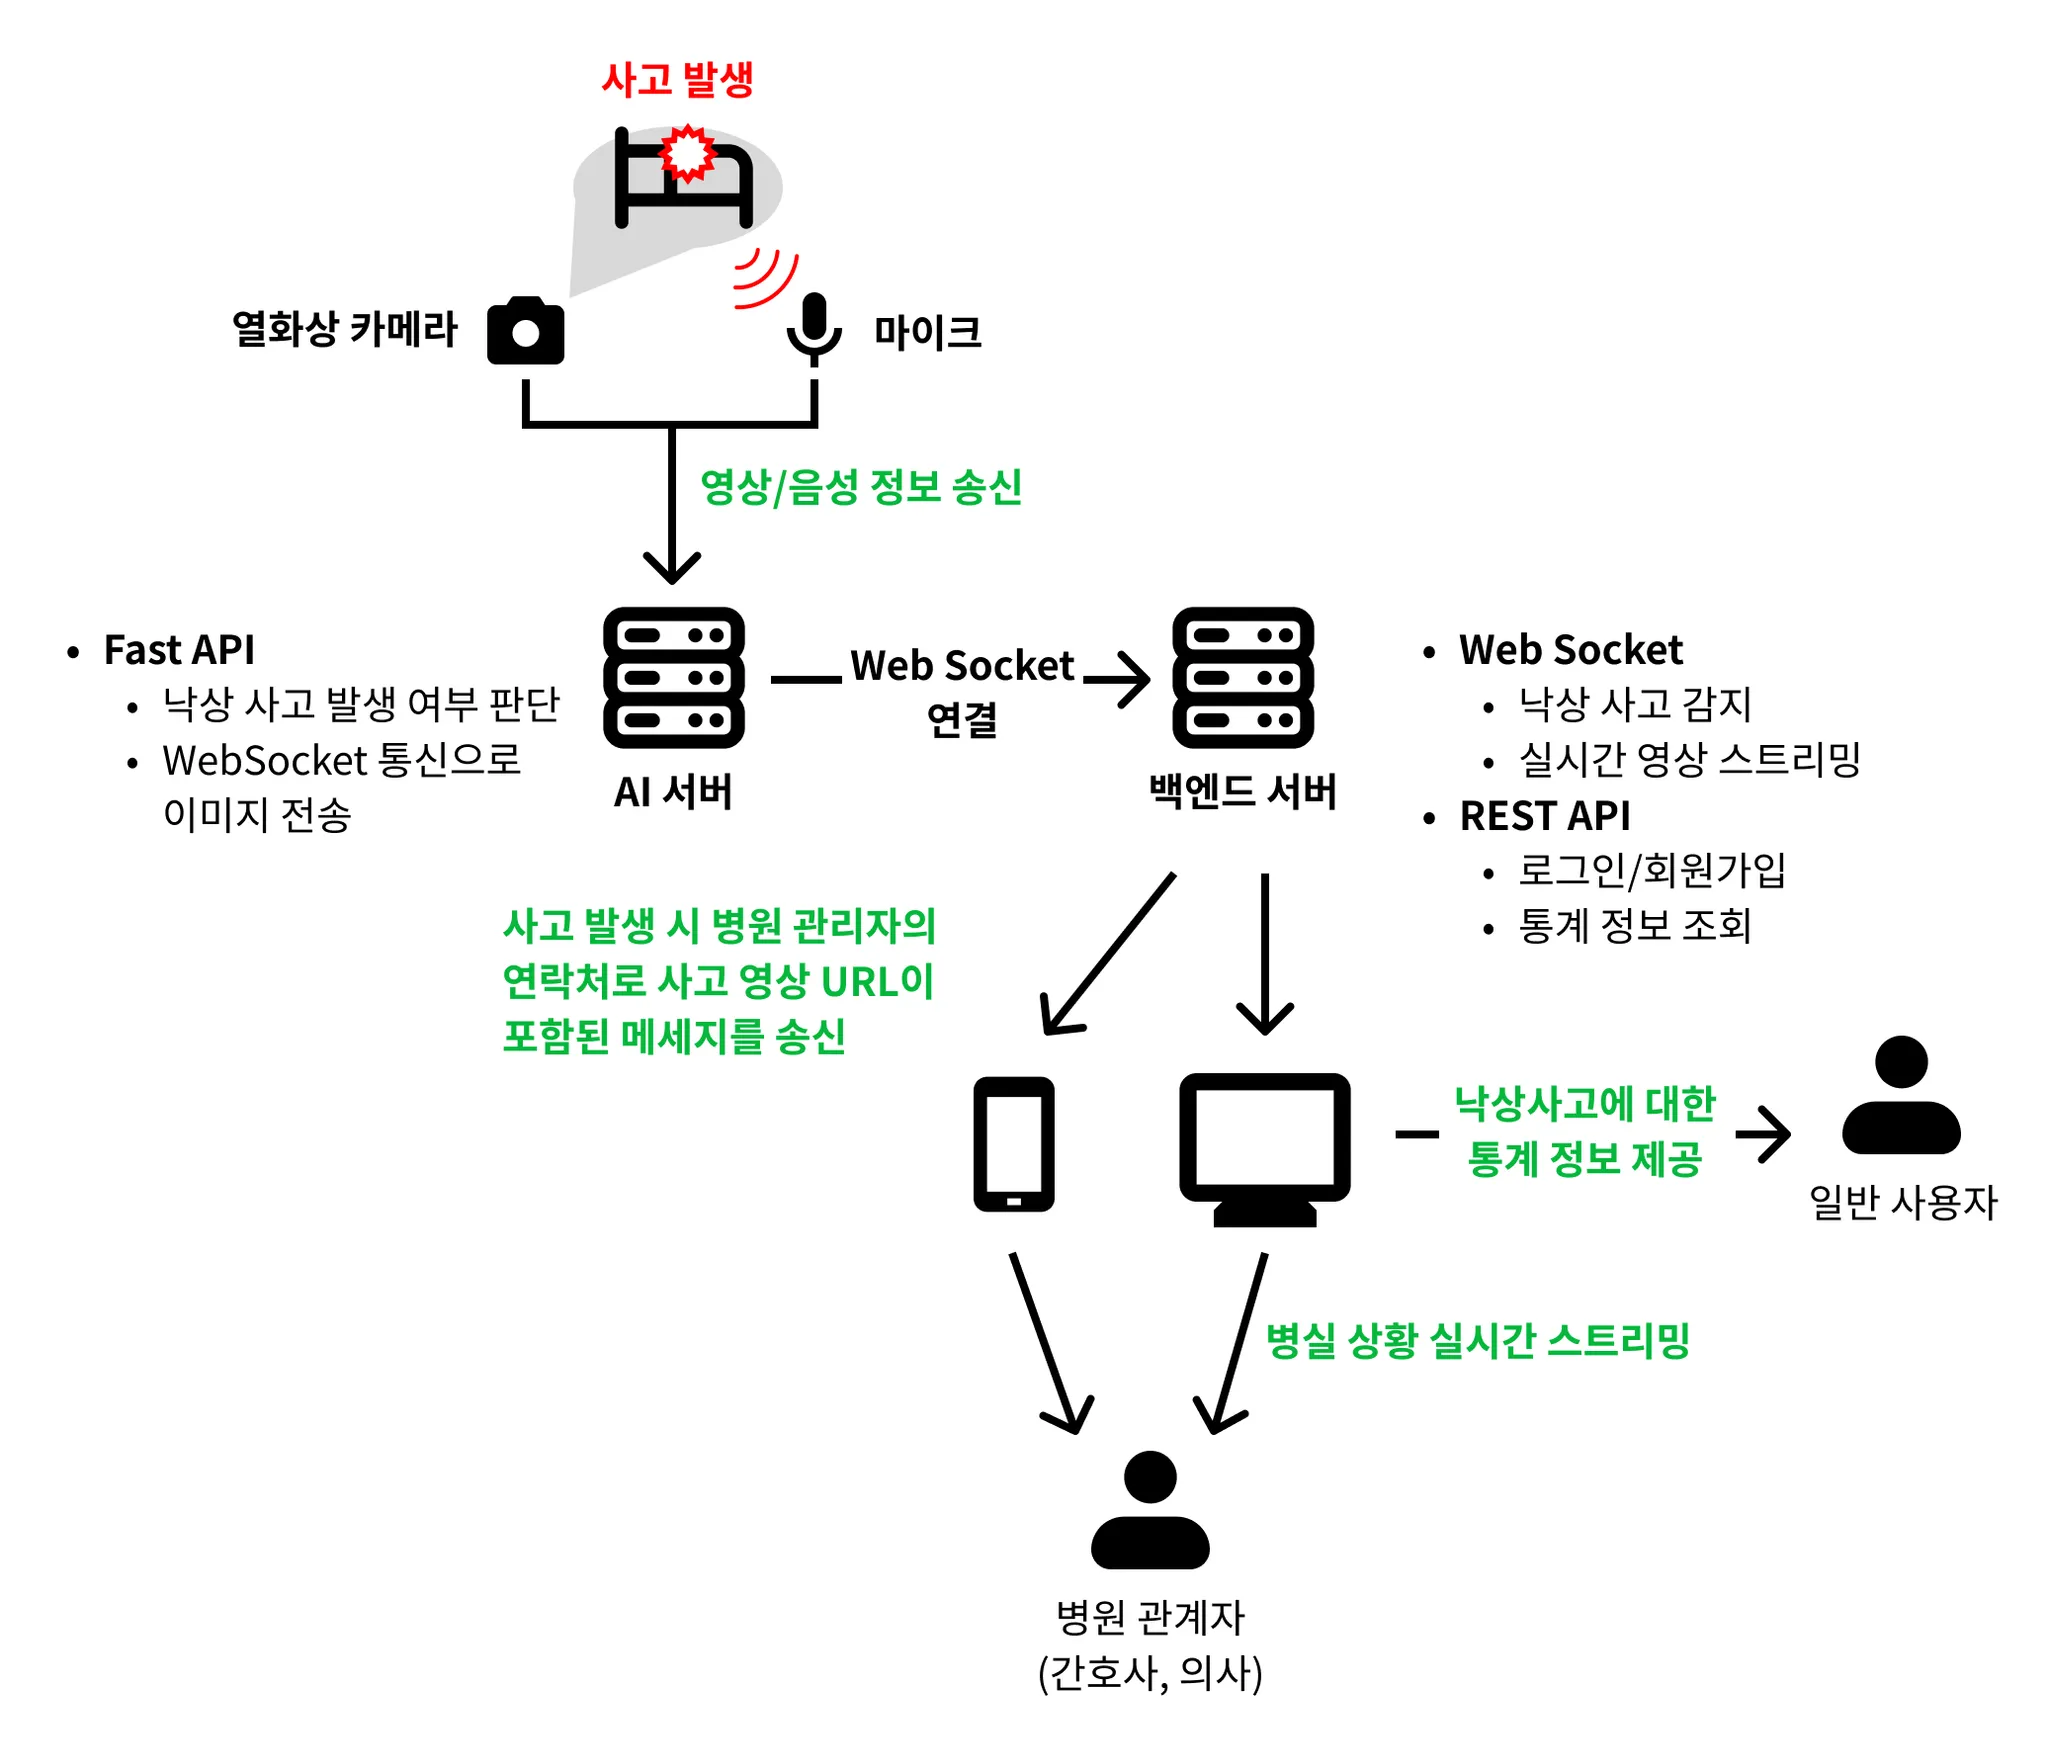 사고 발생
열화상 카메라
마이크
영상/음성 정보 송신
• Fast API
• 낙상 사고 발생 여부 판단
• WebSocket 통신으로
이미지 전송
AI 서버
Web Socket
연결
백엔드 서버
• Web Socket
• 낙상 사고 감지
• 실시간 영상 스트리밍
• REST API
• 로그인/회원가입
• 통계 정보 조회
사고 발생 시 병원 관리자의
연락처로 사고 영상 URL이
포함된 메세지를 송신
낙상사고에 대한
통계 정보 제공
일반 사용자
병실 상황 실시간 스트리밍
병원 관계자
(간호사, 의사)